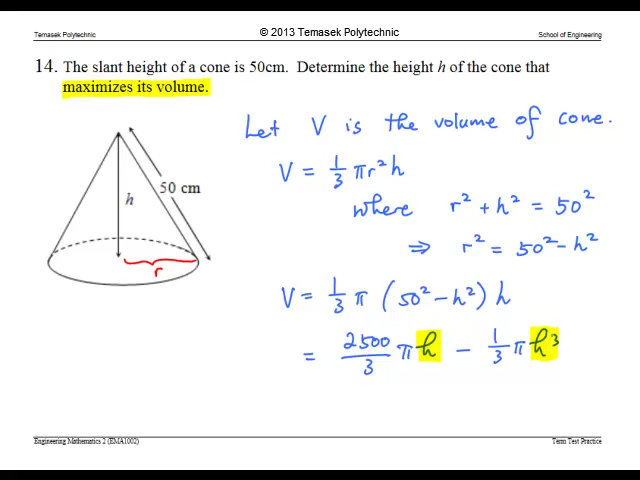 Temasek Polytechnic © 2013 Temasek Polytechnic School of Engineering
14. The slant height of a cone is 50cm. Determine the height h of the cone that
maximizes its volume.
Let V is the volume of cone.
V = 1/3 πr²h
where r² + h² = 50²
⇒ r² = 50² − h²
V = 1/3 π (50² − h²) h
= 2500/3 π h − 1/3 π h³
50 cm
h
r
Engineering Mathematics 2 (EMA1002) Term Test Practice